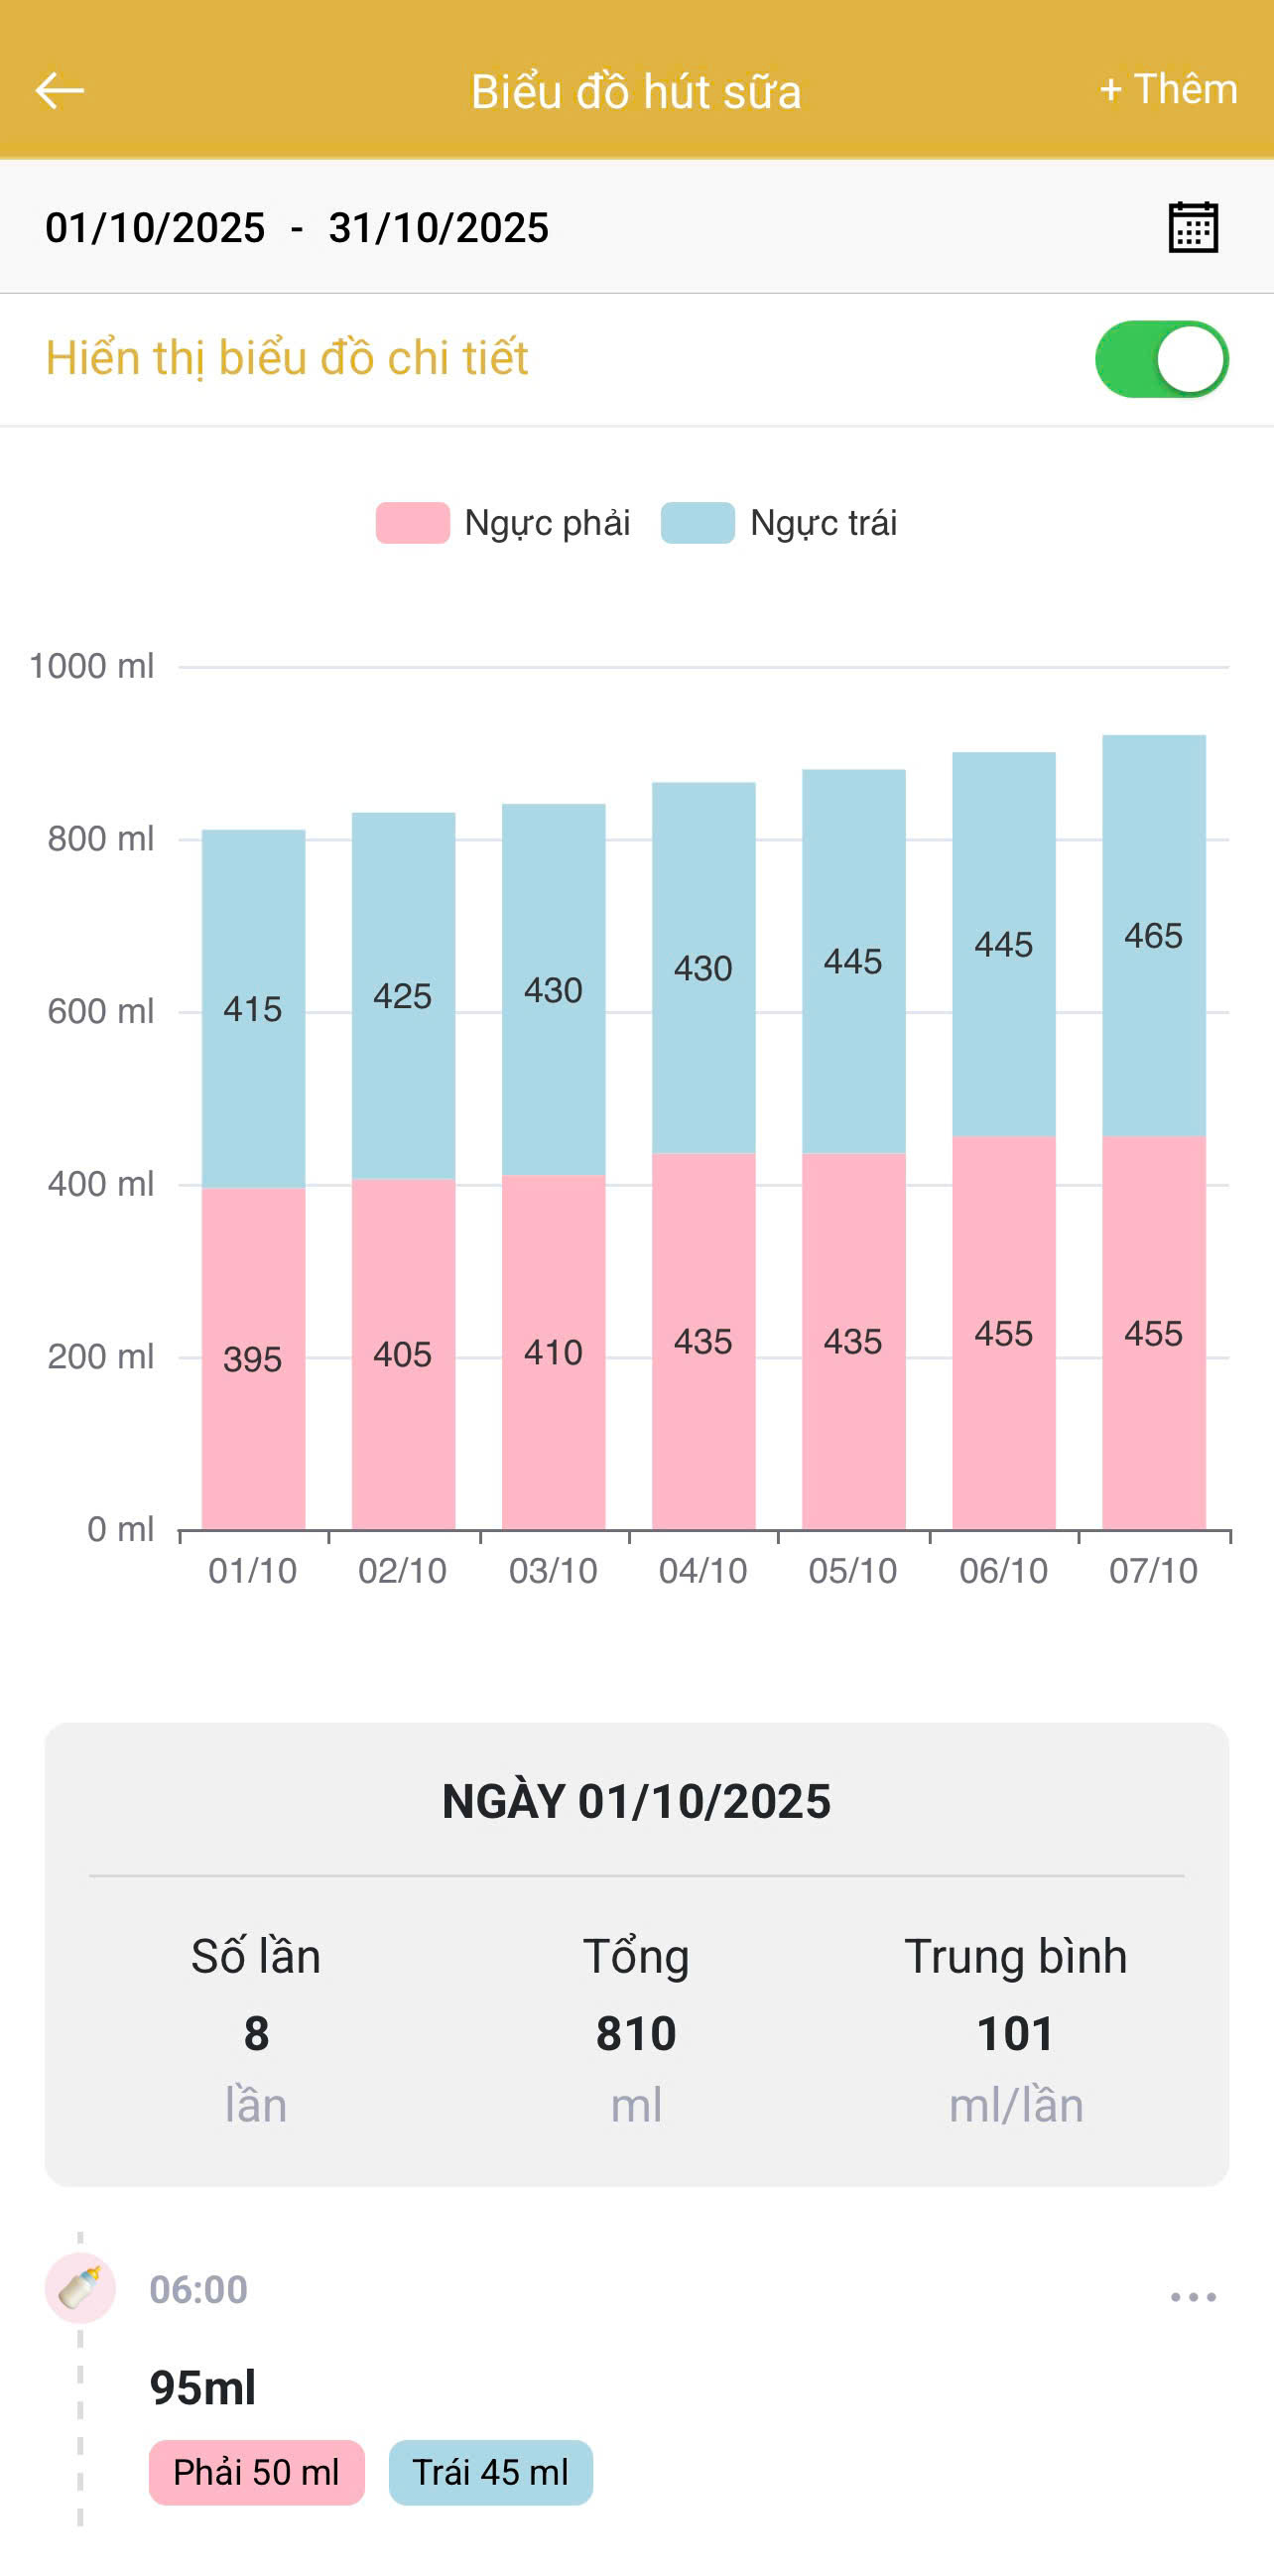 Biểu đồ hút sữa
+ Thêm
01/10/2025 - 31/10/2025
Hiển thị biểu đồ chi tiết
Ngực phải Ngực trái
1000 ml
800 ml
600 ml
400 ml
200 ml
0 ml
415 425 430 430 445 445 465
395 405 410 435 435 455 455
01/10 02/10 03/10 04/10 05/10 06/10 07/10
NGÀY 01/10/2025
Số lần Tổng Trung bình
8 810 101
lần ml ml/lần
06:00
95ml
Phải 50 ml Trái 45 ml